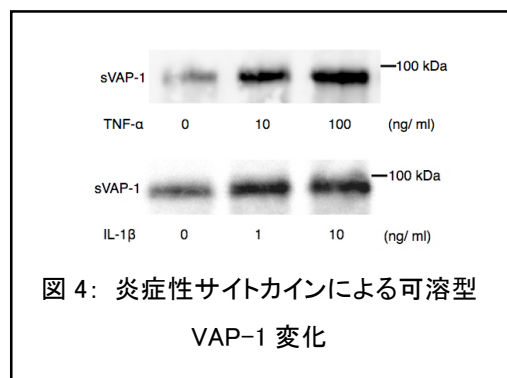 100 kDa
sVAP-1
TNF-α 0 10 100 (ng/ ml)
100 kDa
sVAP-1
IL-1β 0 1 10 (ng/ ml)
図 4: 炎症性サイトカインによる可溶型
VAP-1 変化